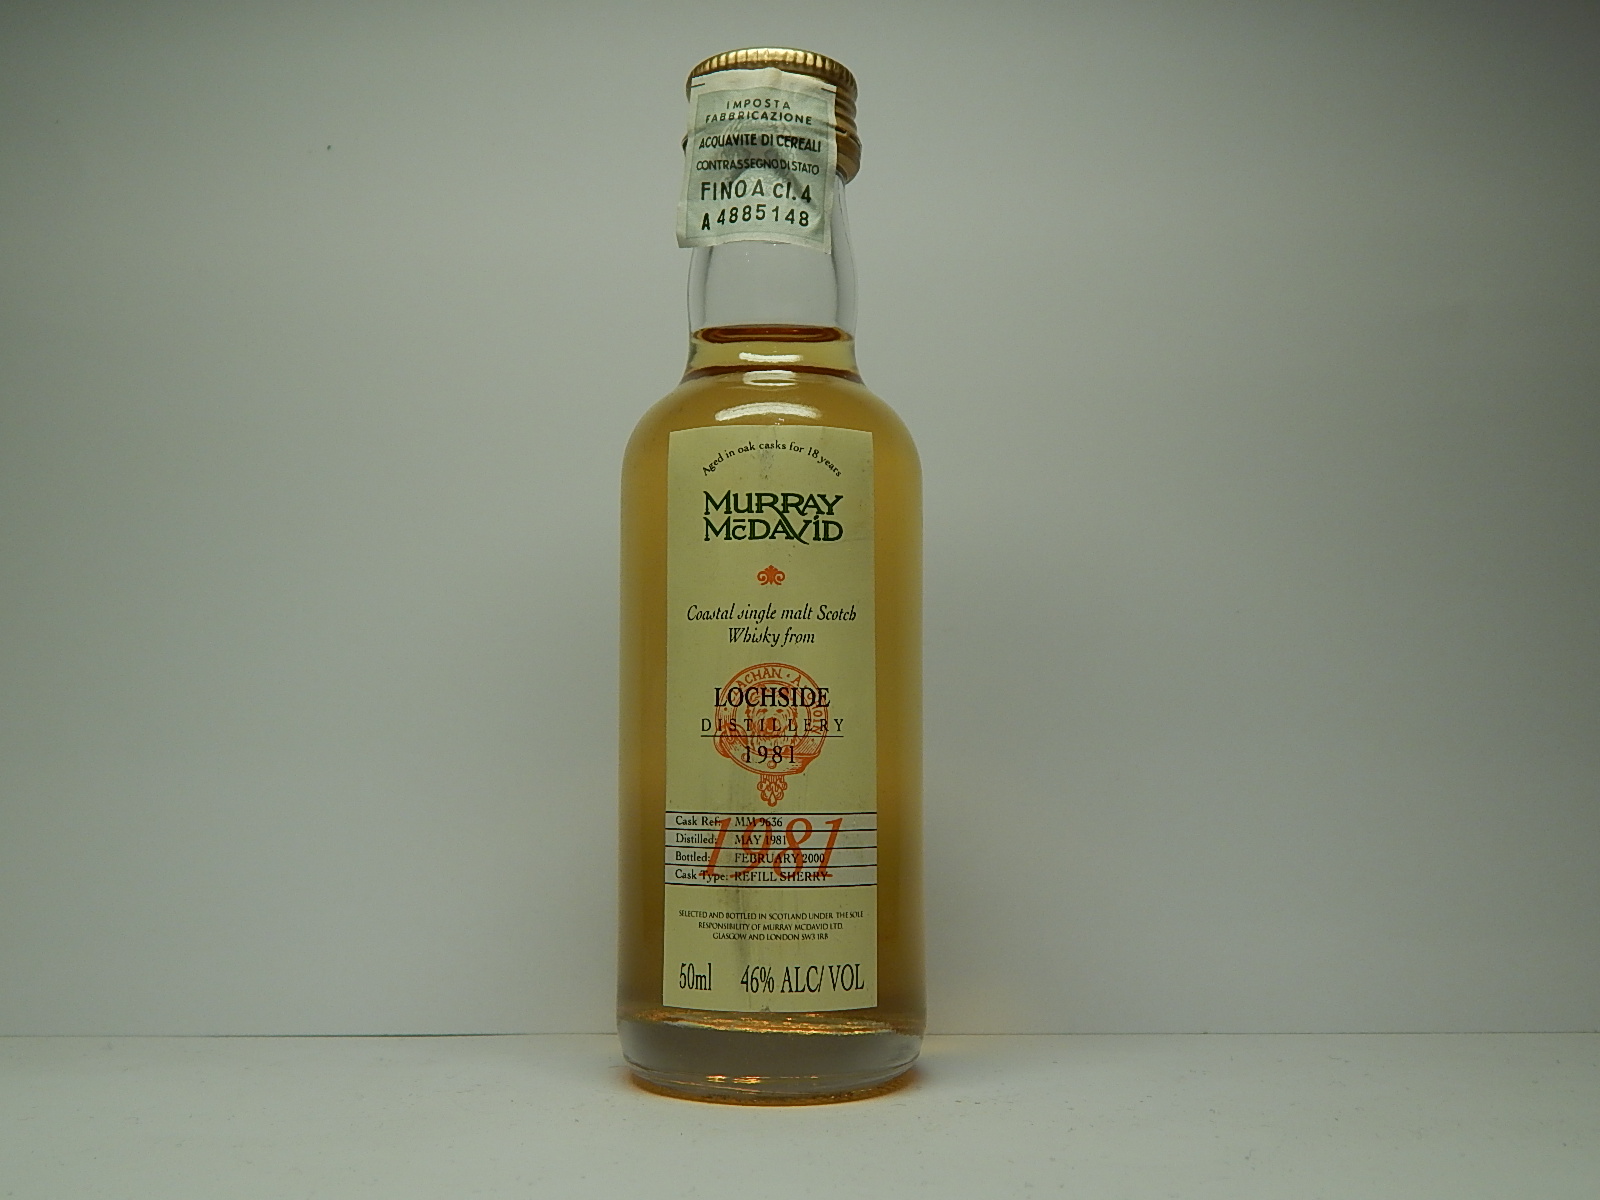 IMPOSTA
FABBRICAZIONE
ACQUAVITE DI CEREALI
CONTRASSEGNO DI STATO
FINO A Cl. 4
A 4885148
Aged in oak casks for 18 years
MURRAY
McDAVID
Coastal single malt Scotch
Whisky from
LOCHSIDE
DISTILLERY
1981
1981
Cask Ref: MM 9636
Distilled: MAY 1981
Bottled: FEBRUARY 2000
Cask Type: REFILL SHERRY
SELECTED AND BOTTLED IN SCOTLAND UNDER THE SOLE
RESPONSIBILITY OF MURRAY MCDAVID LTD.
GLASGOW AND LONDON SW3 1RB
50ml 46% ALC/VOL